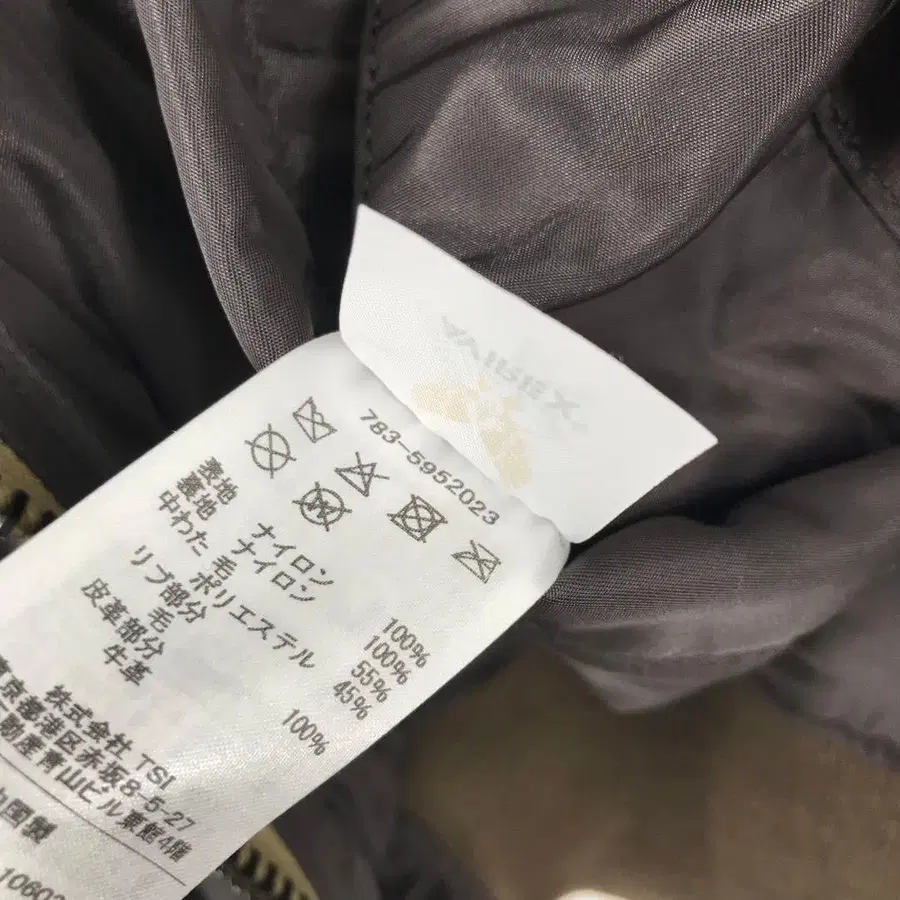 AVIREX
783-5952023
表地 ナイロン 100%
裏地 ナイロン 100%
中わた 毛 55%
ポリエステル 45%
リブ部分
毛 100%
皮革部分
牛革
株式会社 TSI
東京都港区赤坂8-5-27
動産青山ビル東館4階
中国製
10602